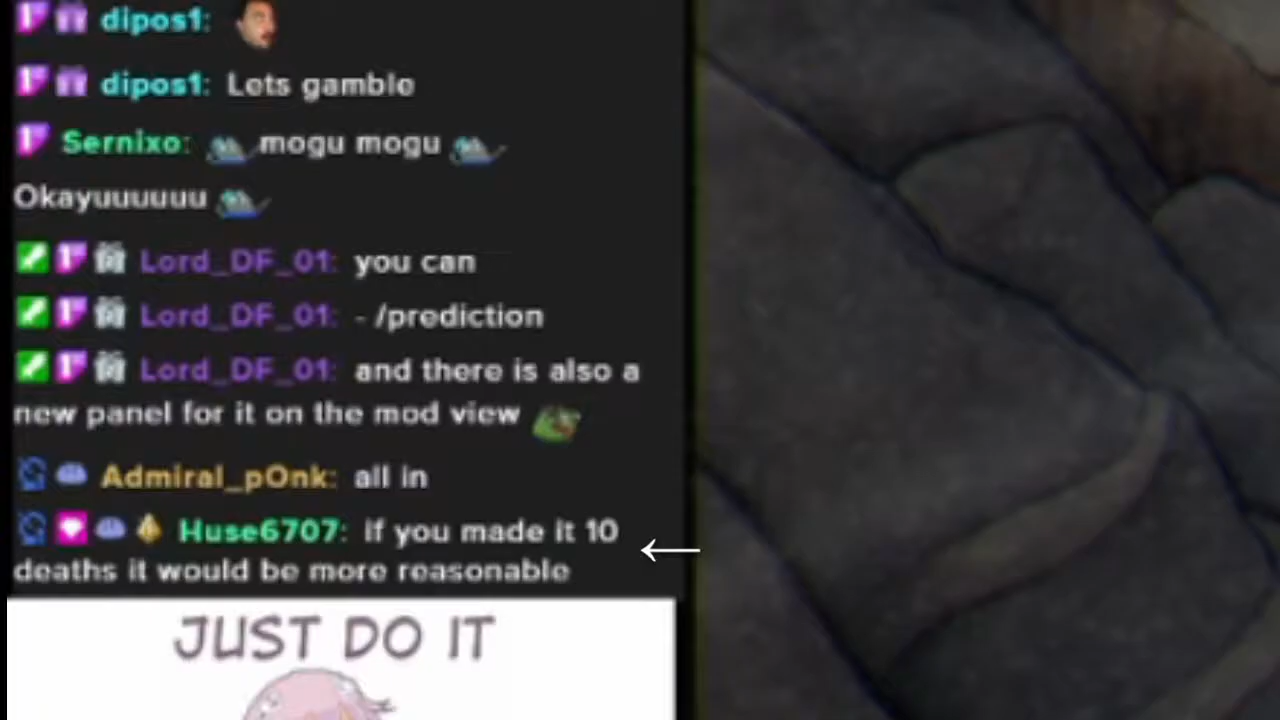 dipos1:
dipos1: Lets gamble
Sernixo: mogu mogu
Okayuuuuuu
Lord_DF_01: you can
Lord_DF_01: - /prediction
Lord_DF_01: and there is also a
new panel for it on the mod view
Admiral_pOnk: all in
Huse6707: if you made it 10
deaths it would be more reasonable
JUST DO IT